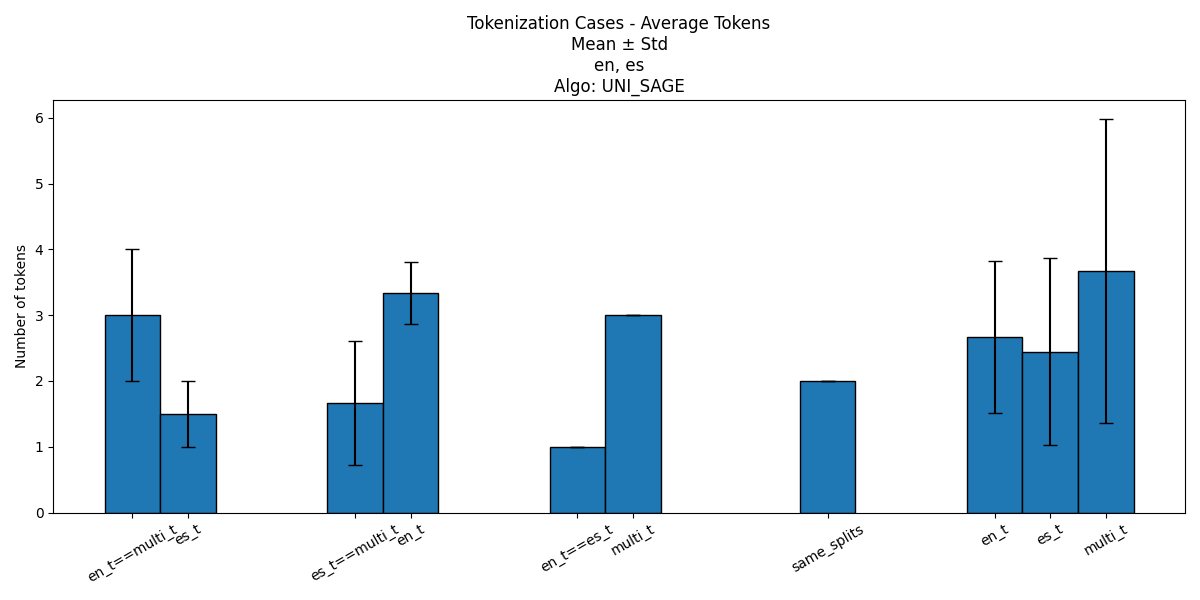 Tokenization Cases - Average Tokens
Mean ± Std
en, es
Algo: UNI_SAGE
Number of tokens
6
5
4
3
2
1
0
en_t==multi_t
es_t
es_t==multi_t
en_t
en_t==es_t
multi_t
same_splits
en_t
es_t
multi_t